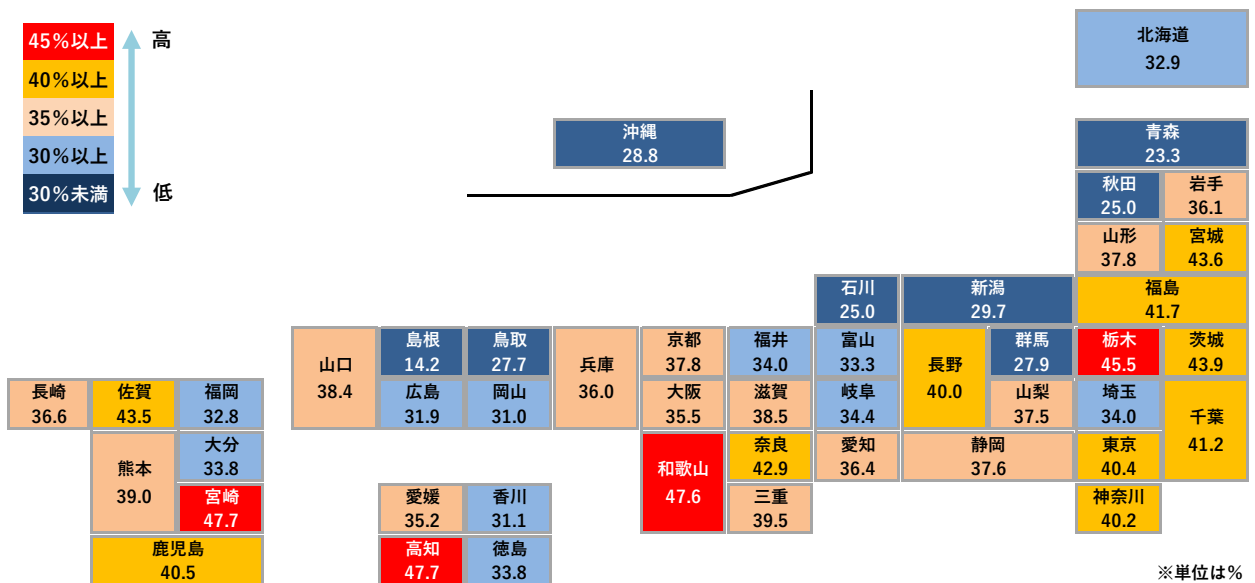 45%以上
高
40%以上
35%以上
30%以上
30%未満
低
北海道
32.9
沖縄
28.8
青森
23.3
秋田
25.0
岩手
36.1
山形
37.8
宮城
43.6
石川
25.0
新潟
29.7
福島
41.7
山口
38.4
島根
14.2
鳥取
27.7
兵庫
36.0
京都
37.8
福井
34.0
富山
33.3
長野
40.0
群馬
27.9
栃木
45.5
茨城
43.9
長崎
36.6
佐賀
43.5
福岡
32.8
広島
31.9
岡山
31.0
大阪
35.5
滋賀
38.5
岐阜
34.4
山梨
37.5
埼玉
34.0
千葉
41.2
熊本
39.0
大分
33.8
和歌山
47.6
奈良
42.9
愛知
36.4
静岡
37.6
東京
40.4
宮崎
47.7
愛媛
35.2
香川
31.1
三重
39.5
神奈川
40.2
鹿児島
40.5
高知
47.7
徳島
33.8
※単位は%